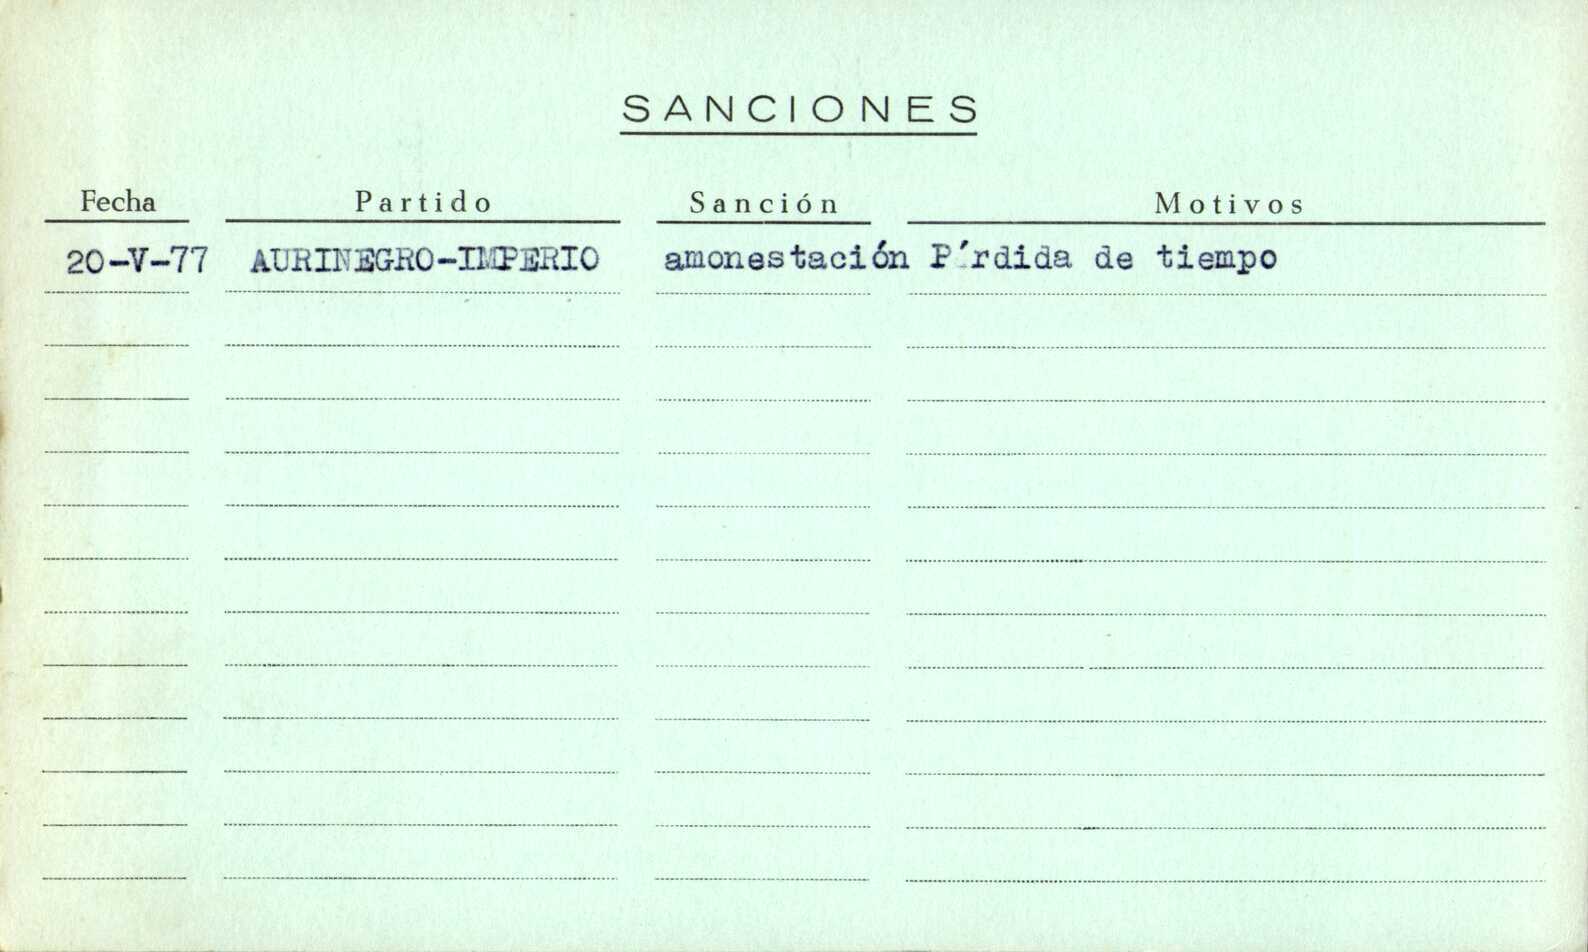 SANCIONES
Fecha Partido Sanción Motivos
20-V-77 AURINEGRO-IMPERIO amonestación P´rdida de tiempo